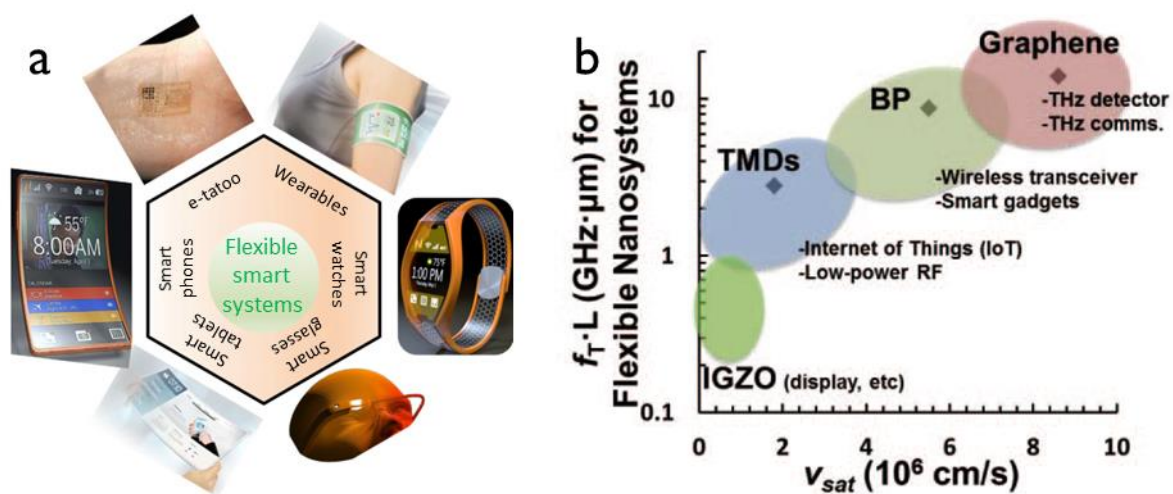 a
e-tatoo
Wearables
Smart
phones
Flexible
smart
systems
Smart
watches
Smart
tablets
Smart
glasses
55°F
8:00AM
75°F
1:00 PM
b
f_T·L (GHz·μm) for
Flexible Nanosystems
10
1
0.1
Graphene
-THz detector
-THz comms.
BP
-Wireless transceiver
-Smart gadgets
TMDs
-Internet of Things (IoT)
-Low-power RF
IGZO (display, etc)
0 2 4 6 8 10
v_sat (10⁶ cm/s)